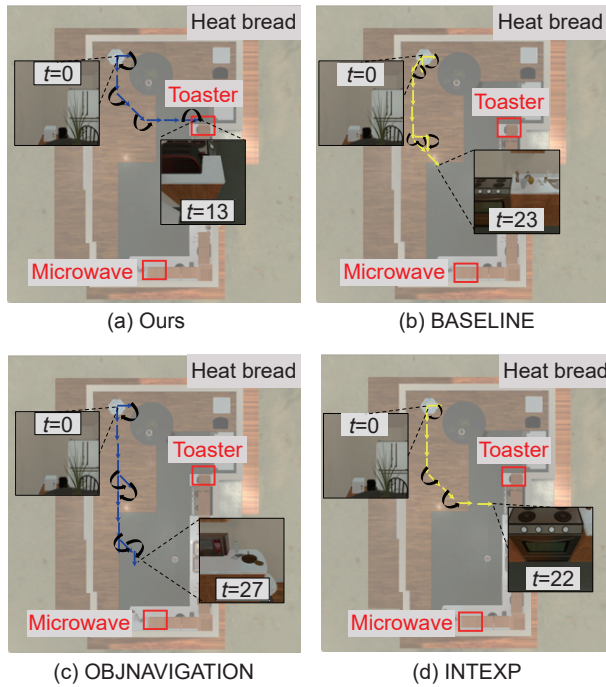 Heat bread
t=0
Toaster
t=13
Microwave
(a) Ours
Heat bread
t=0
Toaster
t=23
Microwave
(b) BASELINE
Heat bread
t=0
Toaster
t=27
Microwave
(c) OBJNAVIGATION
Heat bread
t=0
Toaster
t=22
Microwave
(d) INTEXP